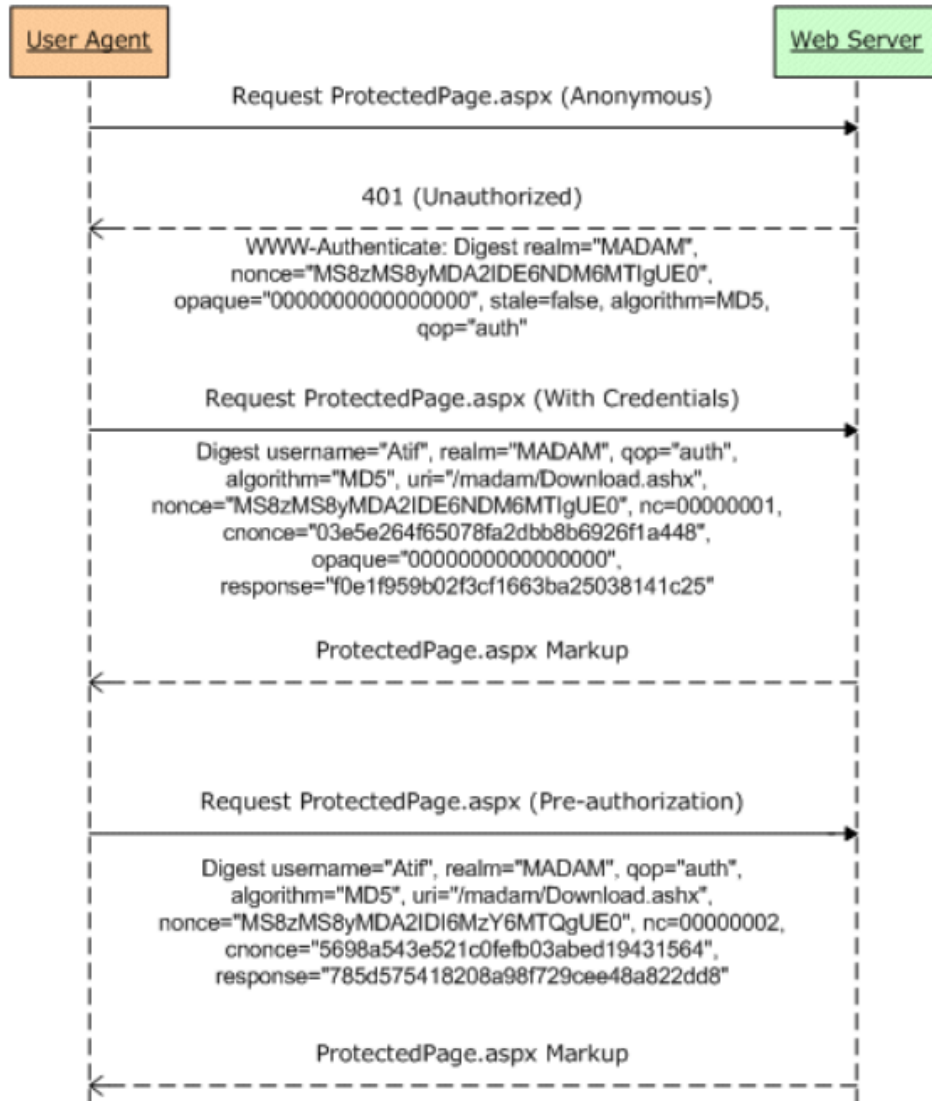 User Agent
Web Server
Request ProtectedPage.aspx (Anonymous)
401 (Unauthorized)
WWW-Authenticate: Digest realm="MADAM",
nonce="MS8zMS8yMDA2IDE6NDM6MTIgUE0",
opaque="0000000000000000", stale=false, algorithm=MD5,
qop="auth"
Request ProtectedPage.aspx (With Credentials)
Digest username="Atif", realm="MADAM", qop="auth",
algorithm="MD5", uri="/madam/Download.ashx",
nonce="MS8zMS8yMDA2IDE6NDM6MTIgUE0", nc=00000001,
cnonce="03e5e264f65078fa2dbb8b6926f1a448",
opaque="0000000000000000",
response="f0e1f959b02f3cf1663ba25038141c25"
ProtectedPage.aspx Markup
Request ProtectedPage.aspx (Pre-authorization)
Digest username="Atif", realm="MADAM", qop="auth",
algorithm="MD5", uri="/madam/Download.ashx",
nonce="MS8zMS8yMDA2IDI6MzY6MTQgUE0", nc=00000002,
cnonce="5698a543e521c0fefb03abed19431564",
response="785d575418208a98f729cee48a822dd8"
ProtectedPage.aspx Markup